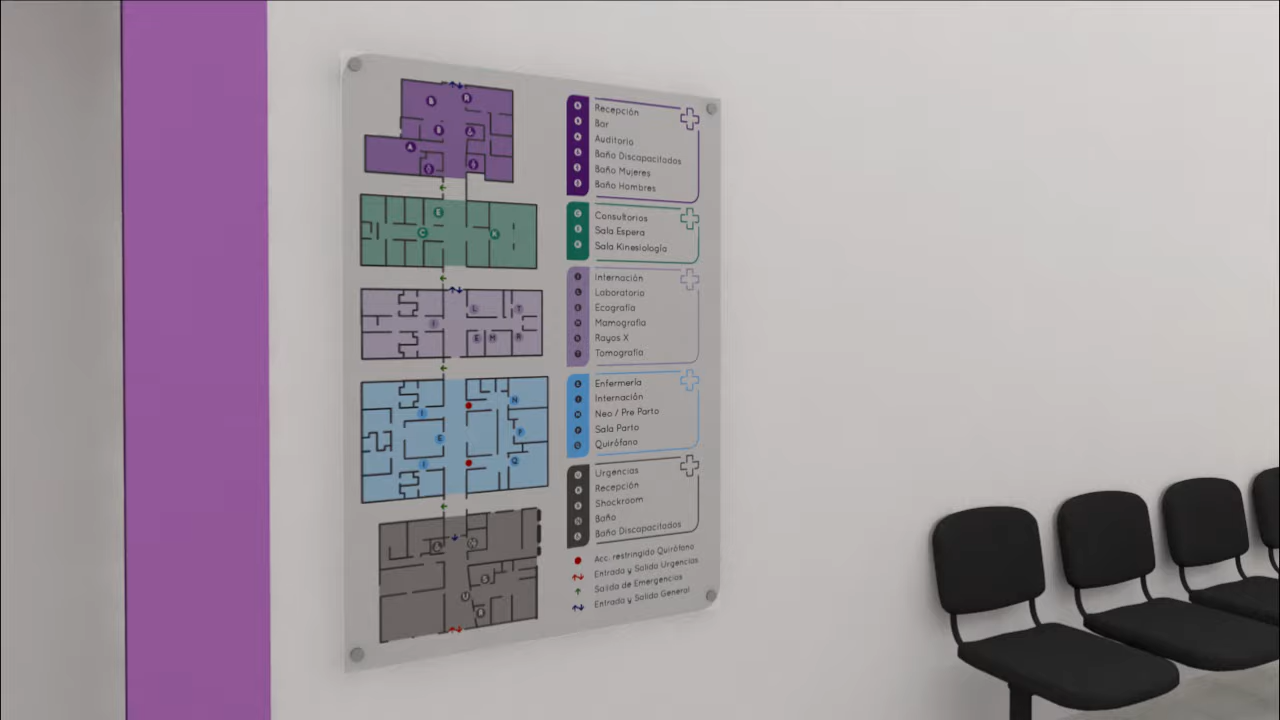 Recepción
Bar
Auditorio
Baño Discapacitados
Baño Mujeres
Baño Hombres
Consultorios
Sala Espera
Sala Kinesiología
Internación
Laboratorio
Ecografía
Mamografía
Rayos X
Tomografía
Enfermería
Internación
Neo / Pre Parto
Sala Parto
Quirófano
Urgencias
Recepción
Shockroom
Baño
Baño Discapacitados
Acc. restringido Quirófano
Entrada y Salida Urgencias
Salida de Emergencias
Entrada y Salida General